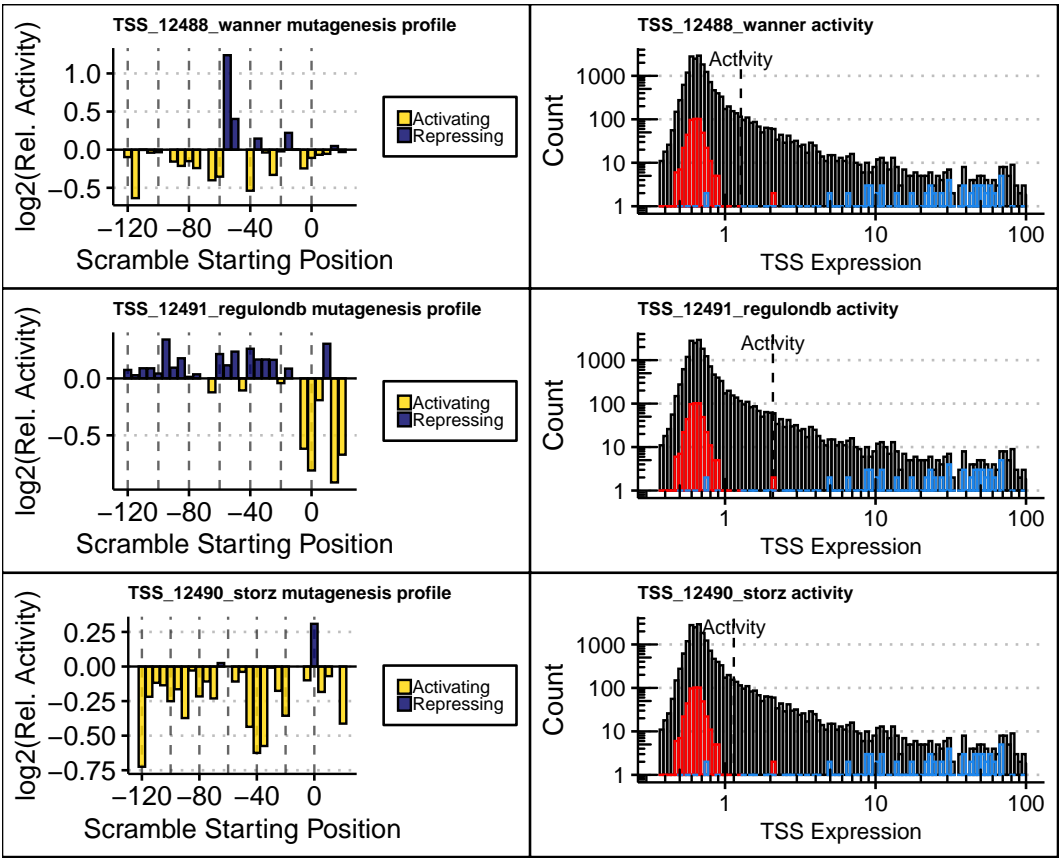 TSS_12488_wanner mutagenesis profile
log2(Rel. Activity)
1.0
0.5
0.0
−0.5
−120
−80
−40
0
Scramble Starting Position
Activating
Repressing
TSS_12488_wanner activity
Activity
Count
1000
100
10
1
1
10
100
TSS Expression
TSS_12491_regulondb mutagenesis profile
log2(Rel. Activity)
0.0
−0.5
−120
−80
−40
0
Scramble Starting Position
Activating
Repressing
TSS_12491_regulondb activity
Activity
Count
1000
100
10
1
1
10
100
TSS Expression
TSS_12490_storz mutagenesis profile
log2(Rel. Activity)
0.25
0.00
−0.25
−0.50
−0.75
−120
−80
−40
0
Scramble Starting Position
Activating
Repressing
TSS_12490_storz activity
Activity
Count
1000
100
10
1
1
10
100
TSS Expression